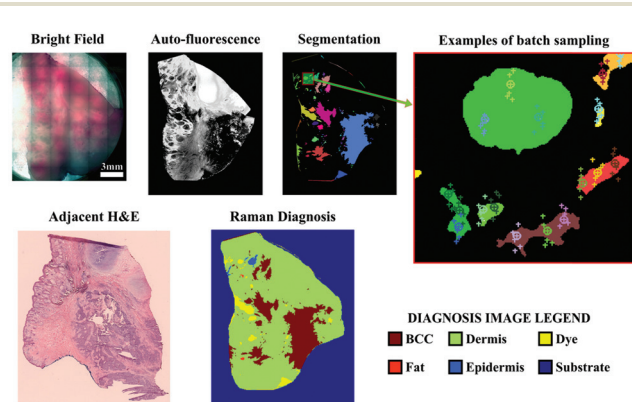 Bright Field
Auto-fluorescence
Segmentation
Examples of batch sampling
3mm
Adjacent H&E
Raman Diagnosis
DIAGNOSIS IMAGE LEGEND
BCC
Dermis
Dye
Fat
Epidermis
Substrate